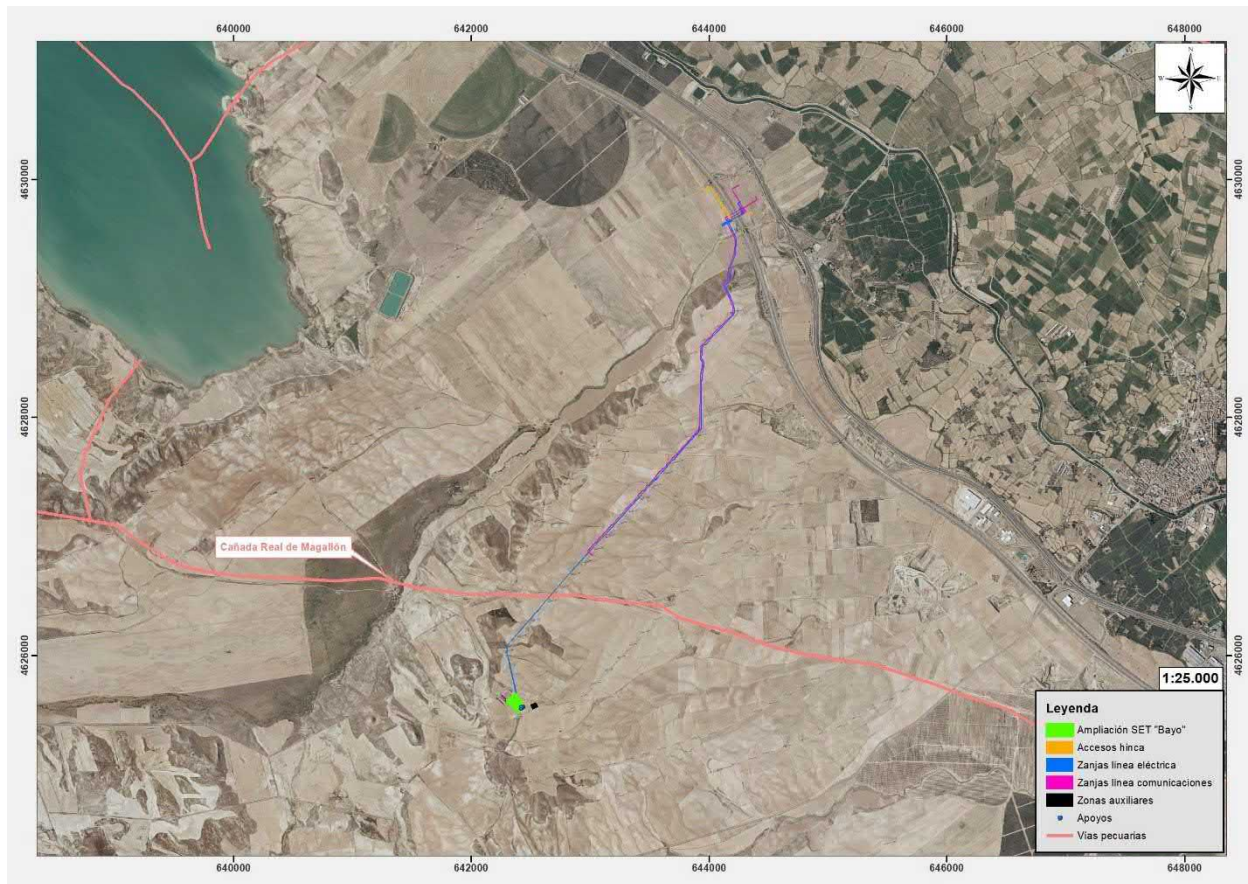 640000 642000 644000 646000 648000
N
W E
S
4630000 4630000
4628000 4628000
Cañada Real de Magallón
4626000 4626000
1:25.000
Leyenda
Ampliación SET "Bayo"
Accesos hinca
Zanjas línea eléctrica
Zanjas línea comunicaciones
Zonas auxiliares
Apoyos
Vías pecuarias
640000 642000 644000 646000 648000